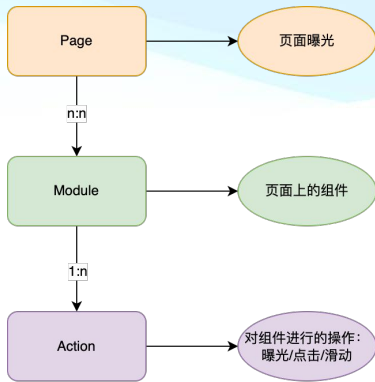 Page
页面曝光
n:n
Module
页面上的组件
1:n
Action
对组件进行的操作：
曝光/点击/滑动